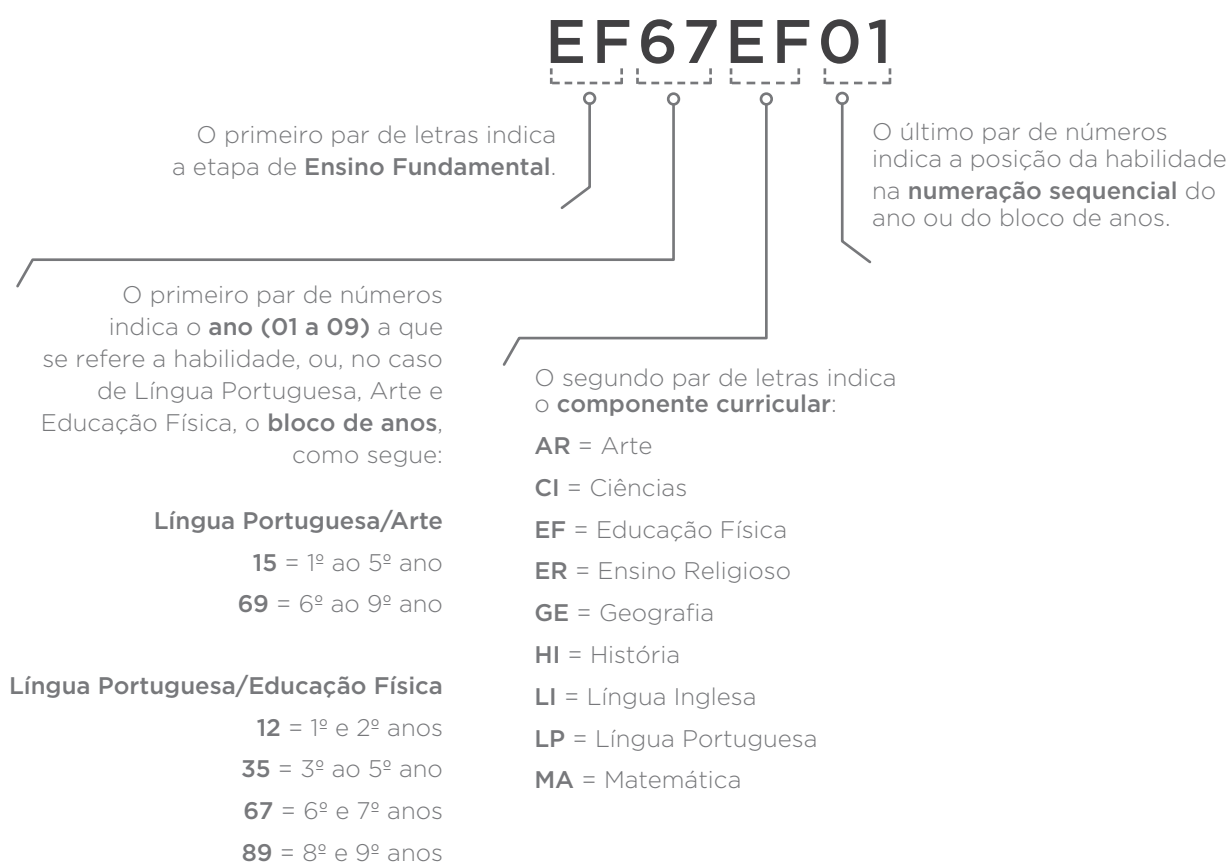 EF67EF01
O primeiro par de letras indica
a etapa de Ensino Fundamental.
O último par de números
indica a posição da habilidade
na numeração sequencial do
ano ou do bloco de anos.
O primeiro par de números
indica o ano (01 a 09) a que
se refere a habilidade, ou, no caso
de Língua Portuguesa, Arte e
Educação Física, o bloco de anos,
como segue:
Língua Portuguesa/Arte
15 = 1º ao 5º ano
69 = 6º ao 9º ano
Língua Portuguesa/Educação Física
12 = 1º e 2º anos
35 = 3º ao 5º ano
67 = 6º e 7º anos
89 = 8º e 9º anos
O segundo par de letras indica
o componente curricular:
AR = Arte
CI = Ciências
EF = Educação Física
ER = Ensino Religioso
GE = Geografia
HI = História
LI = Língua Inglesa
LP = Língua Portuguesa
MA = Matemática